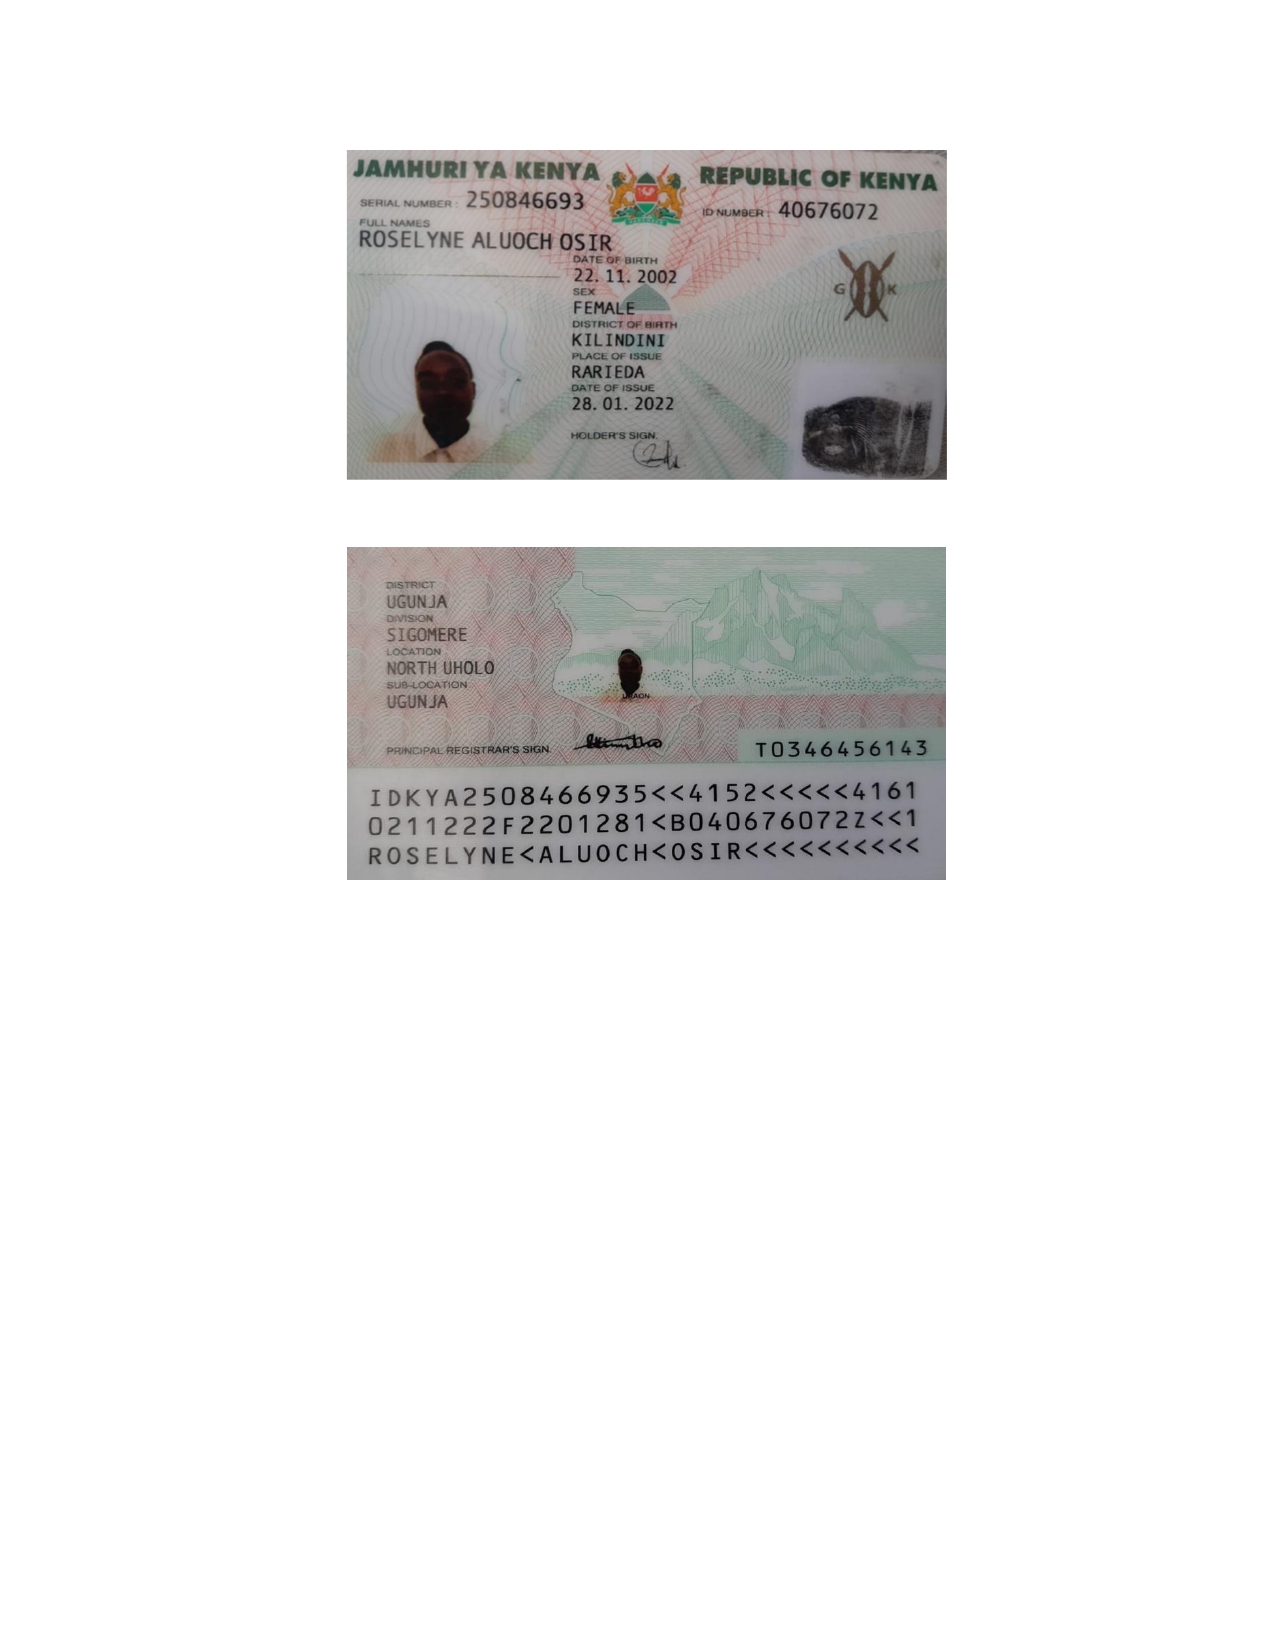 JAMHURI YA KENYA REPUBLIC OF KENYA
SERIAL NUMBER : 250846693 ID NUMBER : 40676072
FULL NAMES
ROSELYNE ALUOCH OSIR
DATE OF BIRTH
22. 11. 2002
SEX
FEMALE
G K
DISTRICT OF BIRTH
KILINDINI
PLACE OF ISSUE
RARIEDA
DATE OF ISSUE
28. 01. 2022
HOLDER'S SIGN.
DISTRICT
UGUNJA
DIVISION
SIGOMERE
LOCATION
NORTH UHOLO
SUB-LOCATION
UGUNJA
PRINCIPAL REGISTRAR'S SIGN.
T0346456143
IDKYA2508466935<<4152<<<<<4161
0211222F2201281<B040676072Z<<1
ROSELYNE<ALUOCH<OSIR<<<<<<<<<<